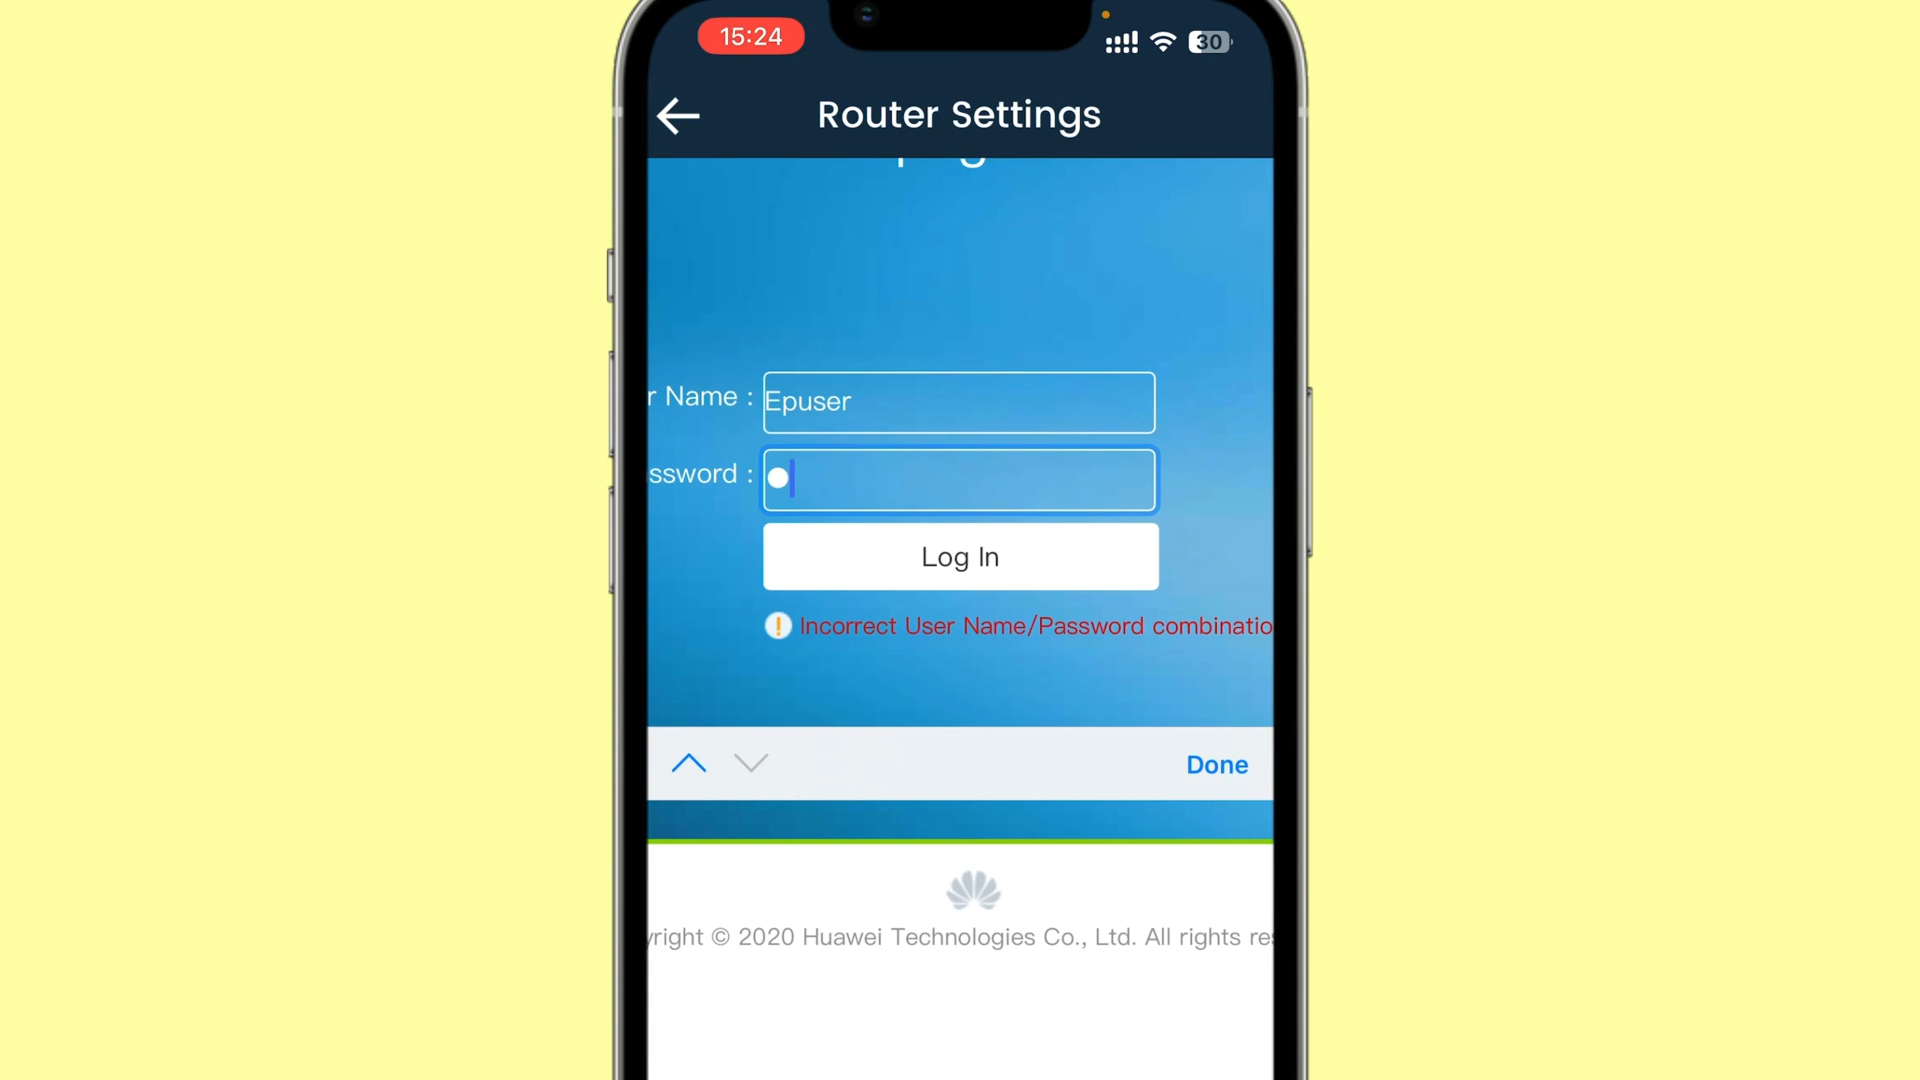 15:24
30
Router Settings
r Name :
Epuser
ssword :
Log In
Incorrect User Name/Password combinatio
Done
yright © 2020 Huawei Technologies Co., Ltd. All rights res